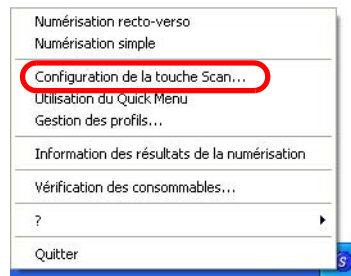 Numérisation recto-verso
Numérisation simple
Configuration de la touche Scan...
Utilisation du Quick Menu
Gestion des profils...
Information des résultats de la numérisation
Vérification des consommables...
?
Quitter
S